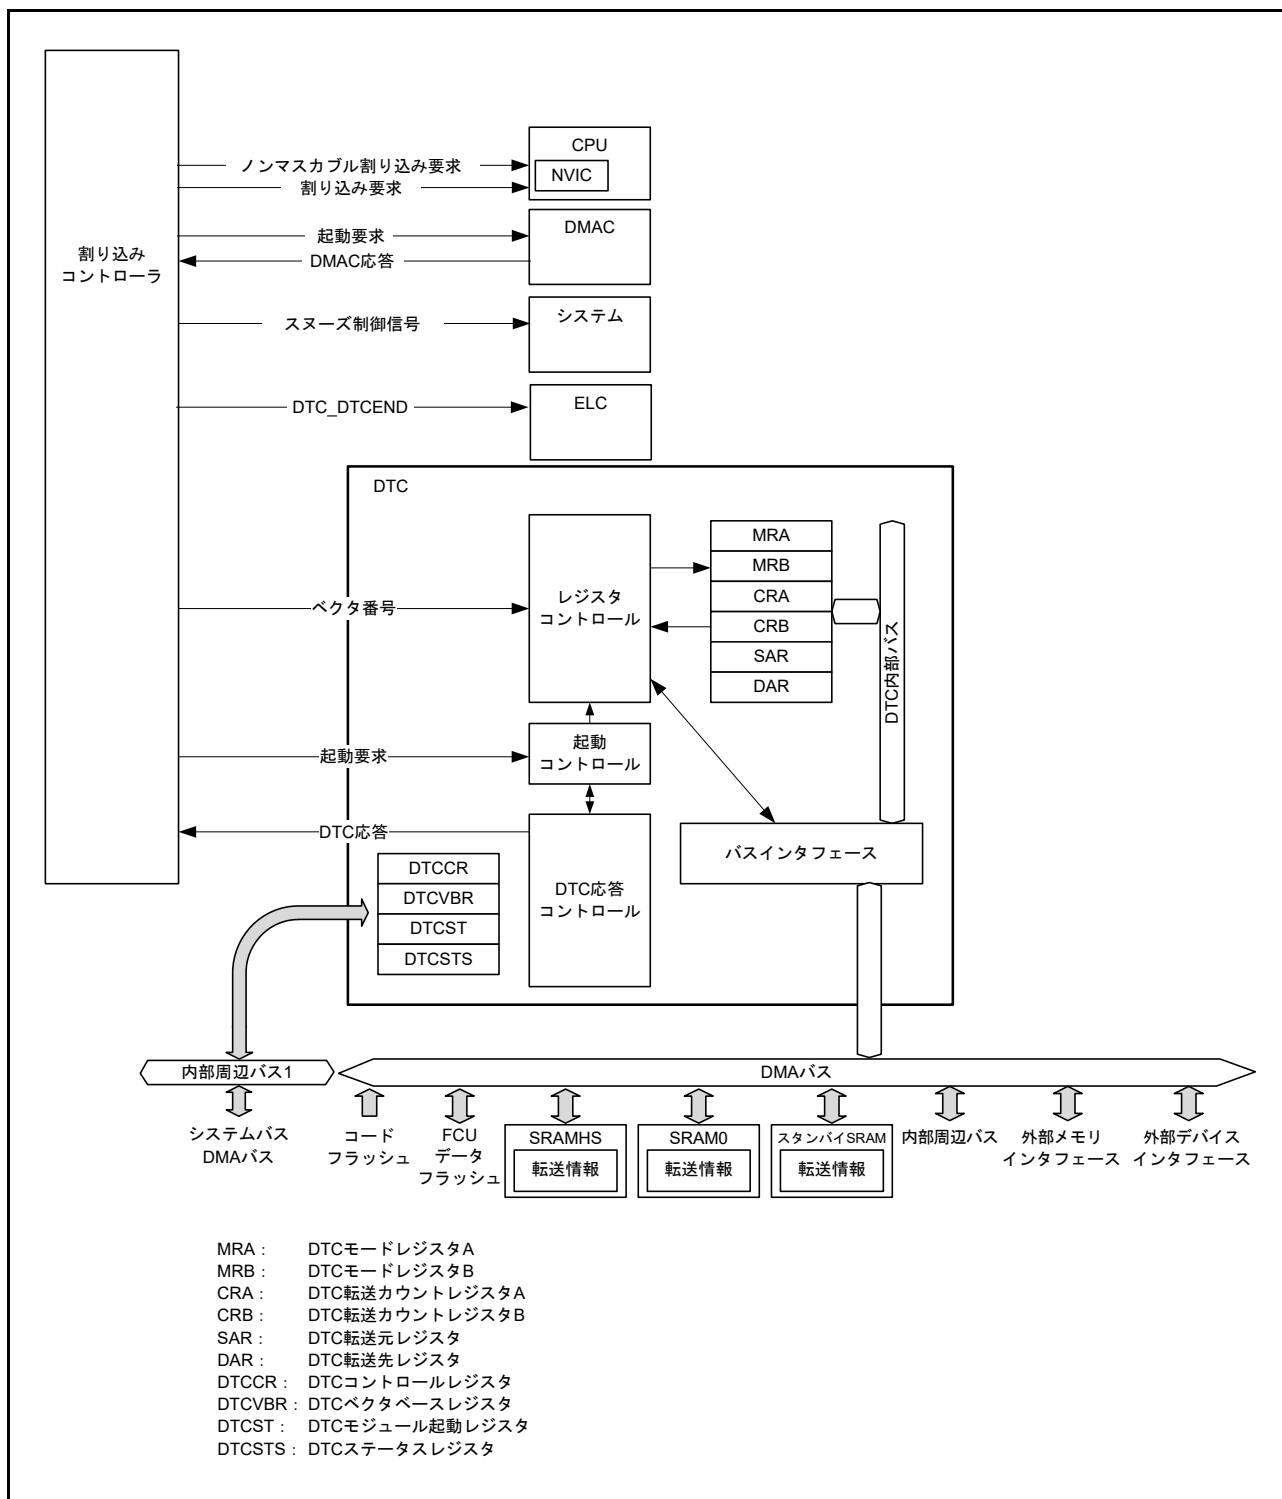 CPU
NVIC
ノンマスカブル割り込み要求
割り込み要求
DMAC
起動要求
DMAC応答
割り込み
コントローラ
システム
スヌーズ制御信号
ELC
DTC_DTCEND
DTC
MRA
MRB
CRA
CRB
SAR
DAR
レジスタ
コントロール
ベクタ番号
DTC内部バス
起動
コントロール
起動要求
DTC応答
バスインタフェース
DTCCR
DTCVBR
DTCST
DTCSTS
DTC応答
コントロール
内部周辺バス1
DMAバス
システムバス
DMAバス
コード
フラッシュ
FCU
データ
フラッシュ
SRAMHS
転送情報
SRAM0
転送情報
スタンバイSRAM
転送情報
内部周辺バス
外部メモリ
インタフェース
外部デバイス
インタフェース
MRA： DTCモードレジスタA
MRB： DTCモードレジスタB
CRA： DTC転送カウントレジスタA
CRB： DTC転送カウントレジスタB
SAR： DTC転送元レジスタ
DAR： DTC転送先レジスタ
DTCCR： DTCコントロールレジスタ
DTCVBR： DTCベクタベースレジスタ
DTCST： DTCモジュール起動レジスタ
DTCSTS： DTCステータスレジスタ